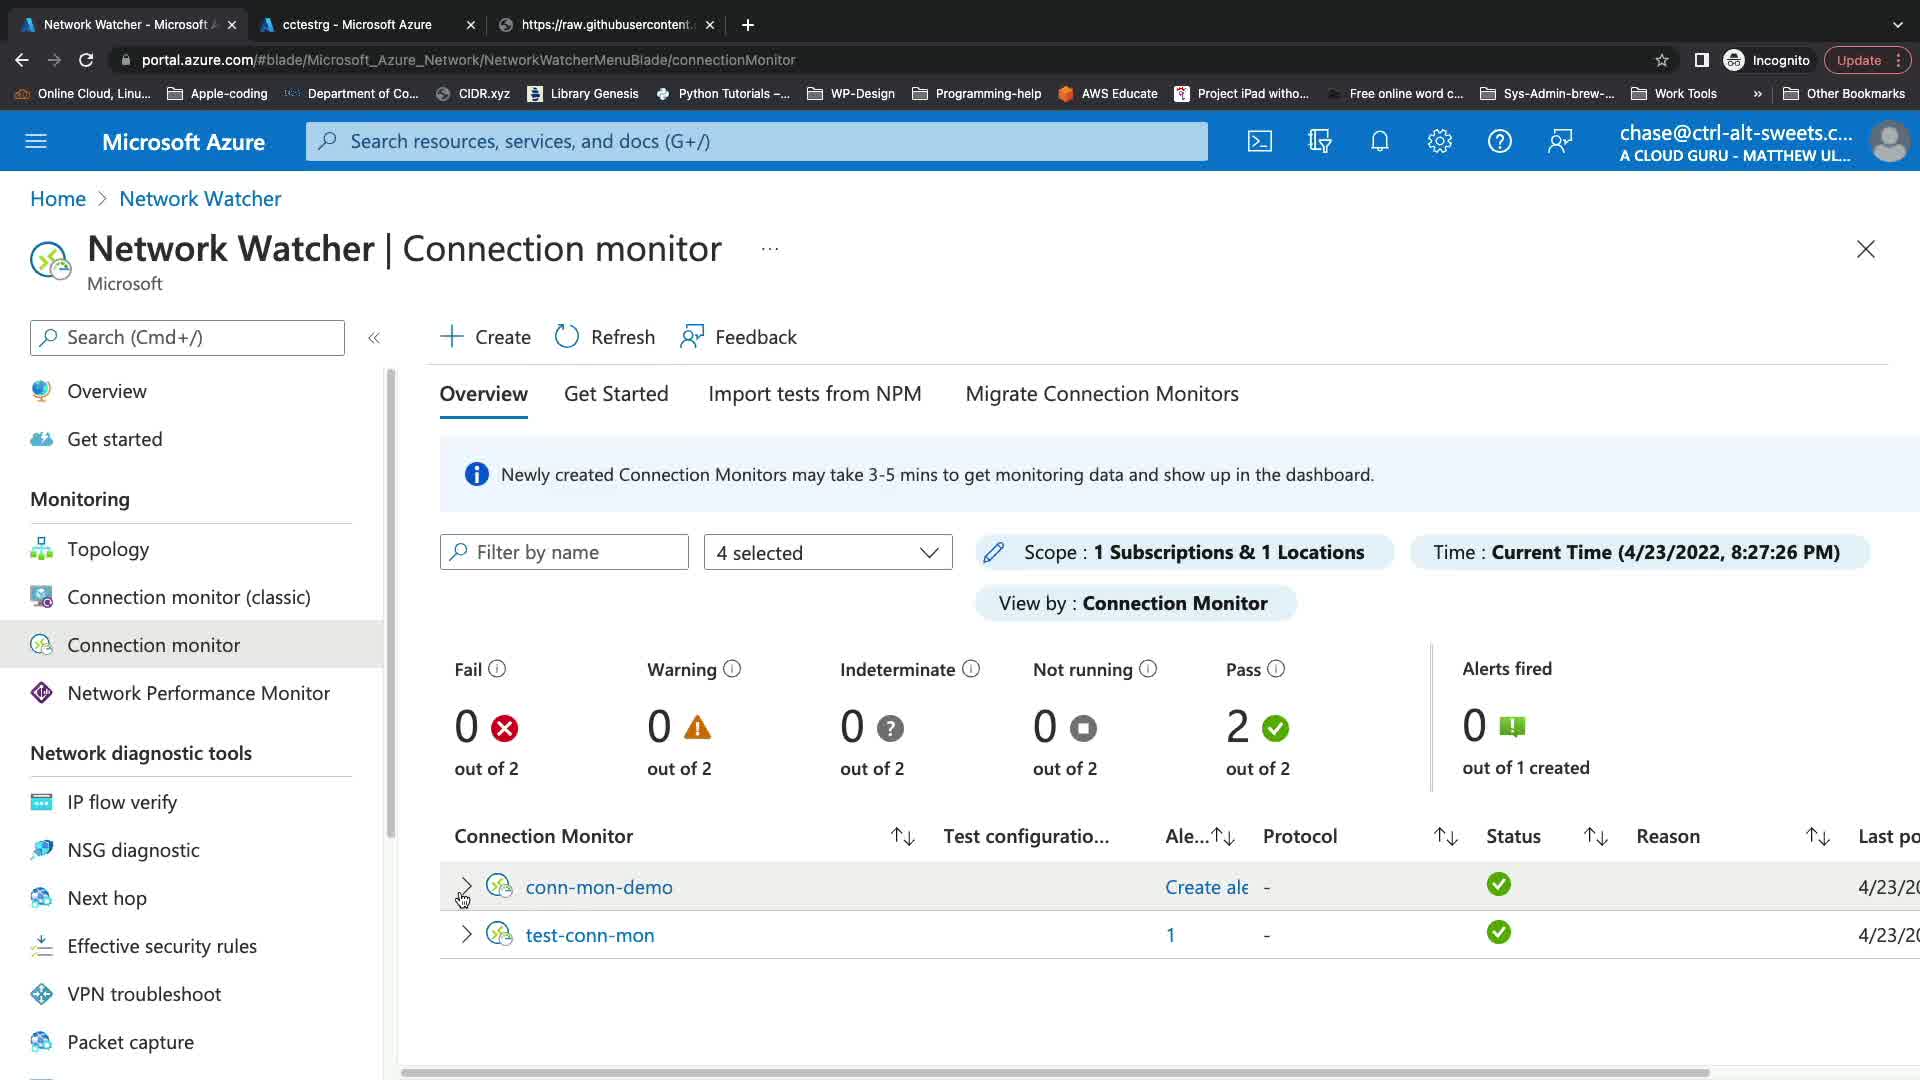 Network Watcher - Microsoft A
cctestrg - Microsoft Azure
https://raw.githubusercontent.
portal.azure.com/#blade/Microsoft_Azure_Network/NetworkWatcherMenuBlade/connectionMonitor
Incognito
Update
Online Cloud, Linu...
Apple-coding
Department of Co...
CIDR.xyz
Library Genesis
Python Tutorials –...
WP-Design
Programming-help
AWS Educate
Project iPad witho...
Free online word c...
Sys-Admin-brew-...
Work Tools
»
Other Bookmarks
Microsoft Azure
Search resources, services, and docs (G+/)
chase@ctrl-alt-sweets.c...
A CLOUD GURU - MATTHEW UL...
Home > Network Watcher
Network Watcher | Connection monitor ...
Microsoft
Search (Cmd+/)
«
Create
Refresh
Feedback
Overview
Get started
Monitoring
Topology
Connection monitor (classic)
Connection monitor
Network Performance Monitor
Network diagnostic tools
IP flow verify
NSG diagnostic
Next hop
Effective security rules
VPN troubleshoot
Packet capture
Overview
Get Started
Import tests from NPM
Migrate Connection Monitors
Newly created Connection Monitors may take 3-5 mins to get monitoring data and show up in the dashboard.
Filter by name
4 selected
Scope : 1 Subscriptions & 1 Locations
Time : Current Time (4/23/2022, 8:27:26 PM)
View by : Connection Monitor
Fail
0
out of 2
Warning
0
out of 2
Indeterminate
0
out of 2
Not running
0
out of 2
Pass
2
out of 2
Alerts fired
0
out of 1 created
Connection Monitor
Test configuratio...
Ale...
Protocol
Status
Reason
Last po
conn-mon-demo
Create ale
-
4/23/20
test-conn-mon
1
-
4/23/20